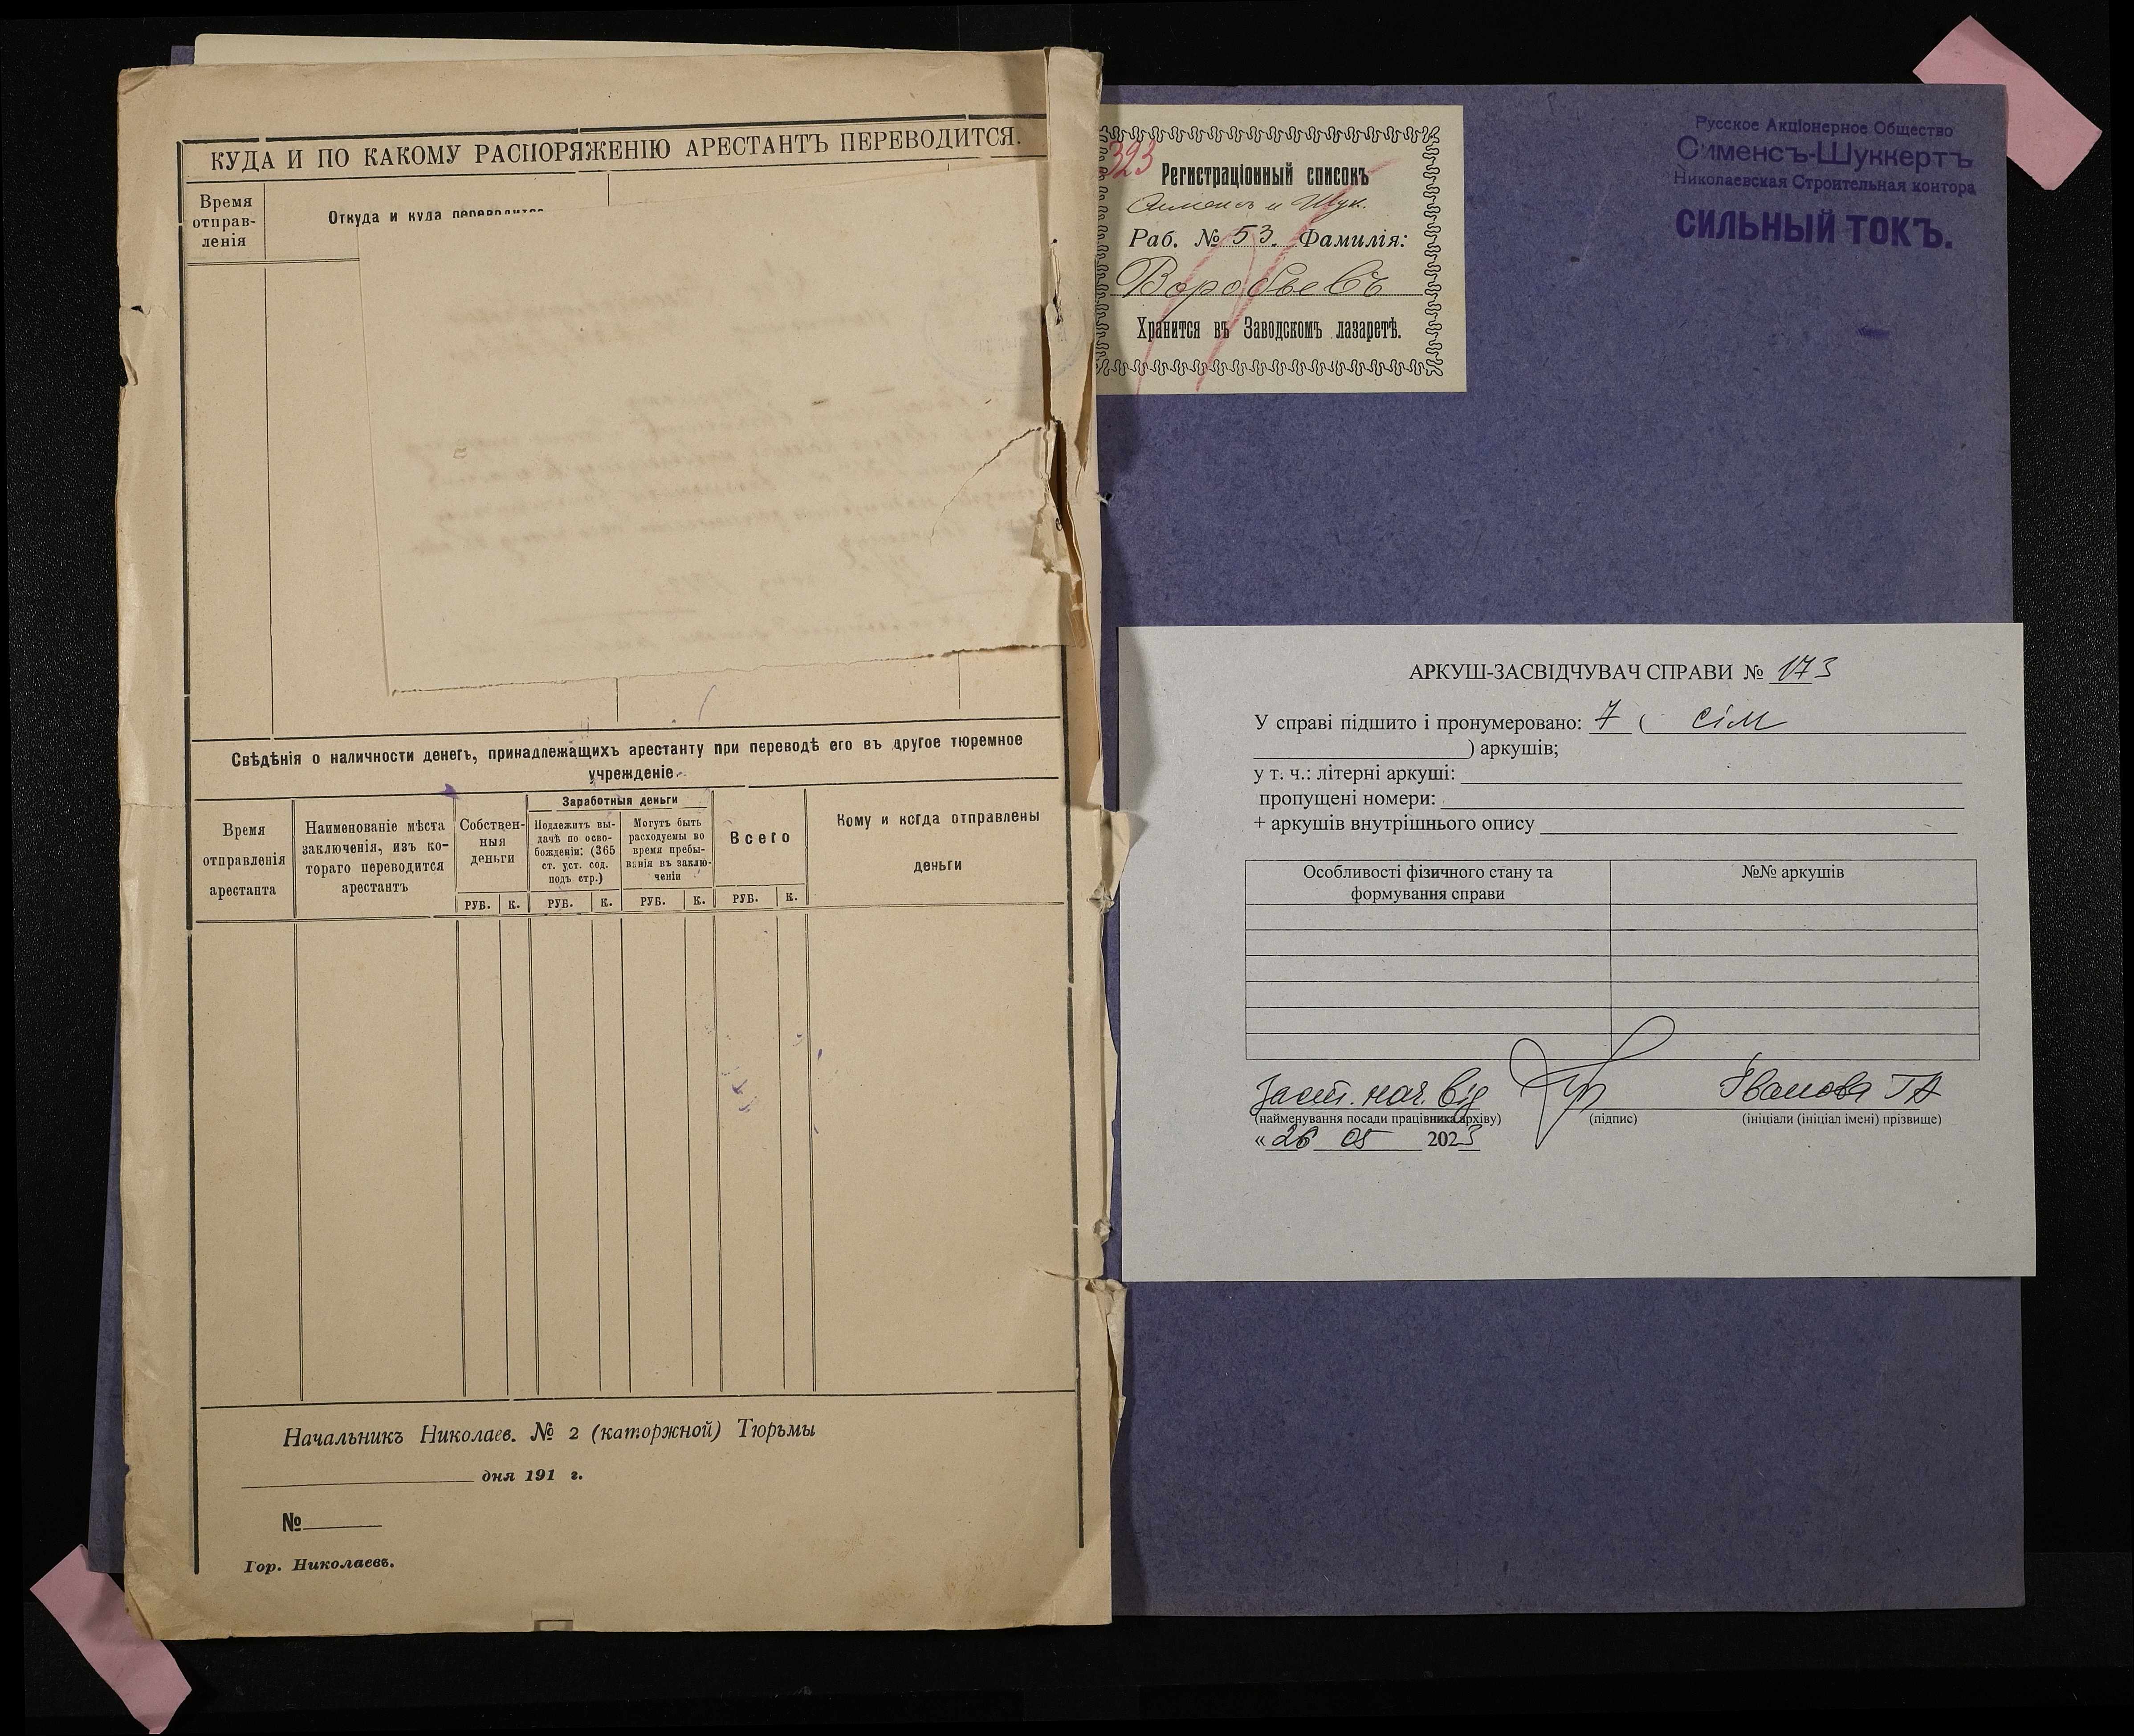 КУДА И ПО КАКОМУ РАСПОРЯЖЕНІЮ АРЕСТАНТЪ ПЕРЕВОДИТСЯ.
Время
отправ-
ленія
Откуда и куда переводится
Свѣдѣнія о наличности денегъ, принадлежащихъ арестанту при переводѣ его въ другое тюремное
учрежденіе.
Время
отправленія
арестанта
Наименованіе мѣста
заключенія, изъ ко-
тораго переводится
арестантъ
Собствен-
ныя
деньги
Заработныя деньги
Подлежитъ вы-
дачѣ по осво-
божденіи: (365
ст. уст. сод.
подъ стр.)
Могутъ быть
расходуемы во
время пребы-
ванія въ заклю-
ченіи
Всего
Кому и когда отправлены
деньги
РУБ. К. РУБ. К. РУБ. К. РУБ. К.
Начальникъ Николаев. № 2 (каторжной) Тюрьмы
дня 191 г.
№
Гор. Николаевъ.
323
Регистраціонный списокъ
Сименсъ и Шук.
Раб. № 53. Фамилія:
Воробьевъ
Хранится въ Заводскомъ лазаретѣ.
Русское Акціонерное Общество
Сименсъ-Шуккертъ
Николаевская Строительная контора
СИЛЬНЫЙ ТОКЪ.
АРКУШ-ЗАСВІДЧУВАЧ СПРАВИ № 173
У справі підшито і пронумеровано: 7 ( сім
) аркушів;
у т. ч.: літерні аркуші:
пропущені номери:
+ аркушів внутрішнього опису
Особливості фізичного стану та
формування справи
№№ аркушів
Заст. нач. від Іванова ТА
(найменування посади працівника архіву) (підпис) (ініціали (ініціал імені) прізвище)
« 26 05 2023